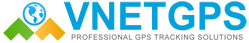 VNETGPS
PROFESSIONAL GPS TRACKING SOLUTIONS